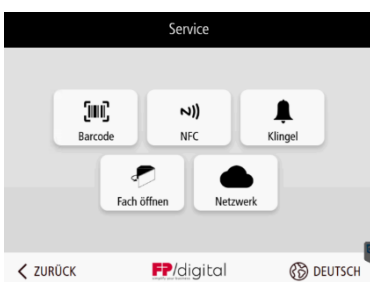 Service
Barcode
NFC
Klingel
Fach öffnen
Netzwerk
ZURÜCK
FP/digital
DEUTSCH